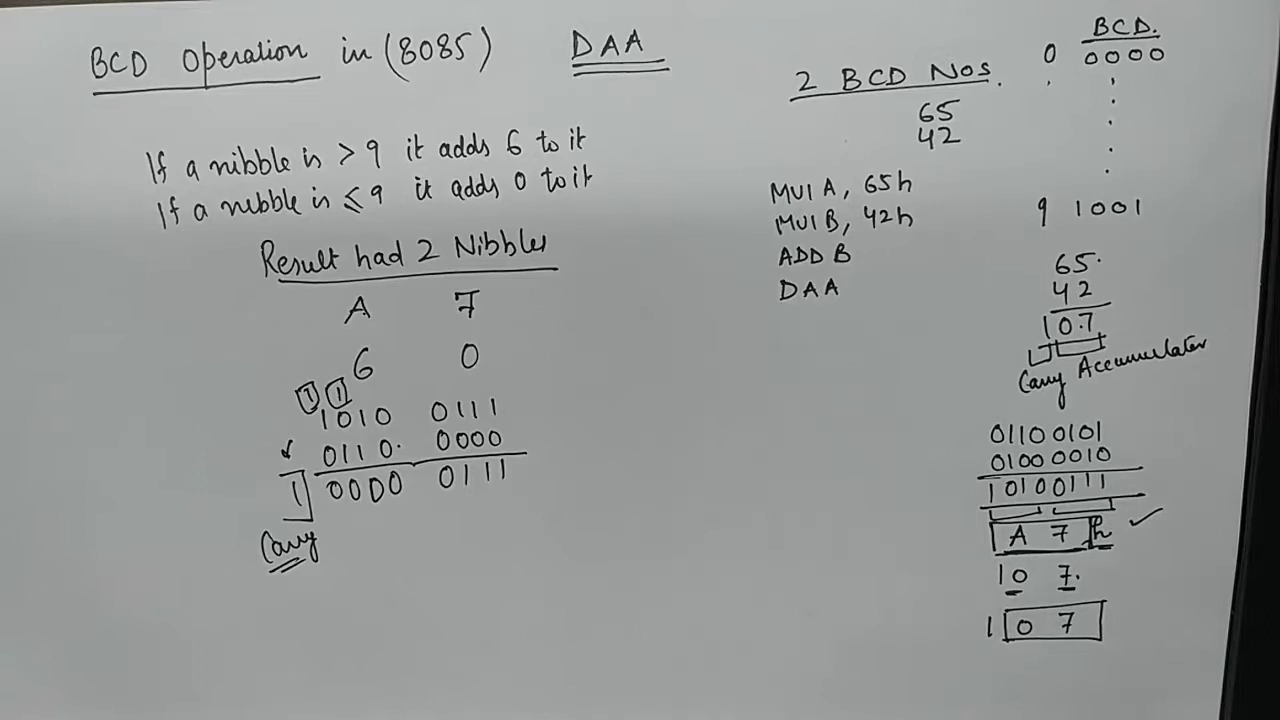 BCD Operation in (8085) DAA
If a nibble is > 9 it adds 6 to it
If a nibble is ≤ 9 it adds 0 to it
Result had 2 Nibbles
A 7
6 0
1 1
1010 0111
0110. 0000
1 0000 0111
Carry
2 BCD Nos.
65
42
MVI A, 65h
MVI B, 42h
ADD B
DAA
BCD.
0 0000
9 1001
65.
42
107
Carry Accumulator
01100101
01000010
10100111
A 7 h ✓
10 7.
1 0 7